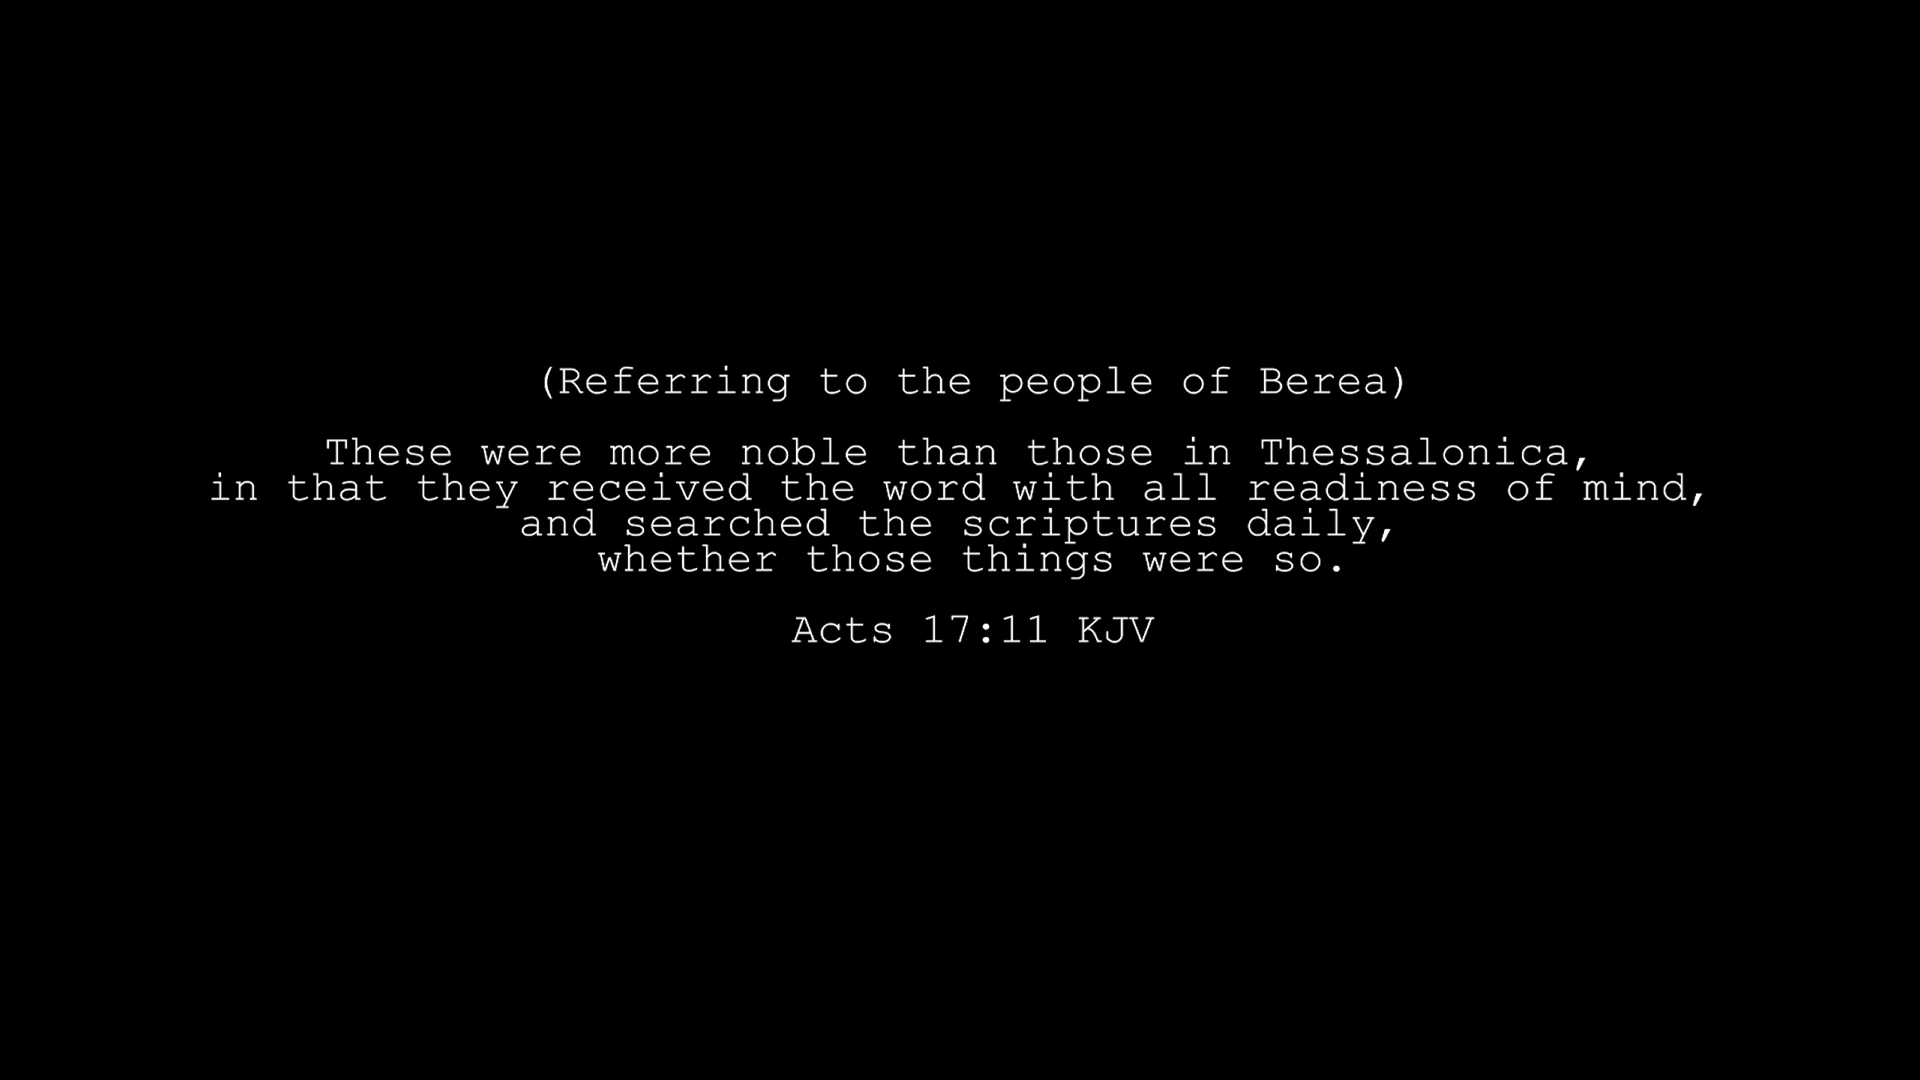 (Referring to the people of Berea)
These were more noble than those in Thessalonica,
in that they received the word with all readiness of mind,
and searched the scriptures daily,
whether those things were so.
Acts 17:11 KJV